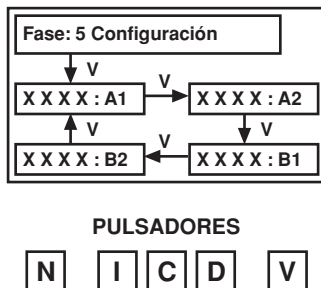 Fase: 5 Configuración
V
X X X X : A1
V
X X X X : A2
V
V
X X X X : B2
V
X X X X : B1
PULSADORES
N I C D V